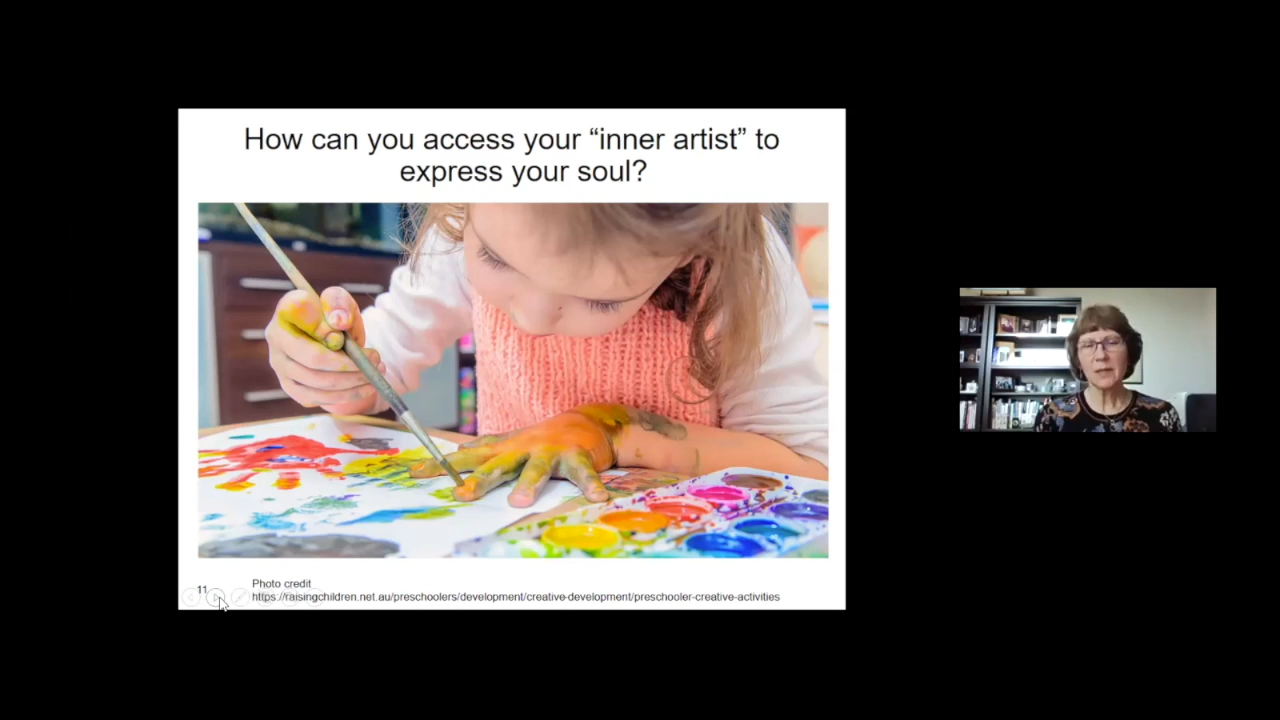 How can you access your “inner artist” to
express your soul?
11
Photo credit
https://raisingchildren.net.au/preschoolers/development/creative-development/preschooler-creative-activities